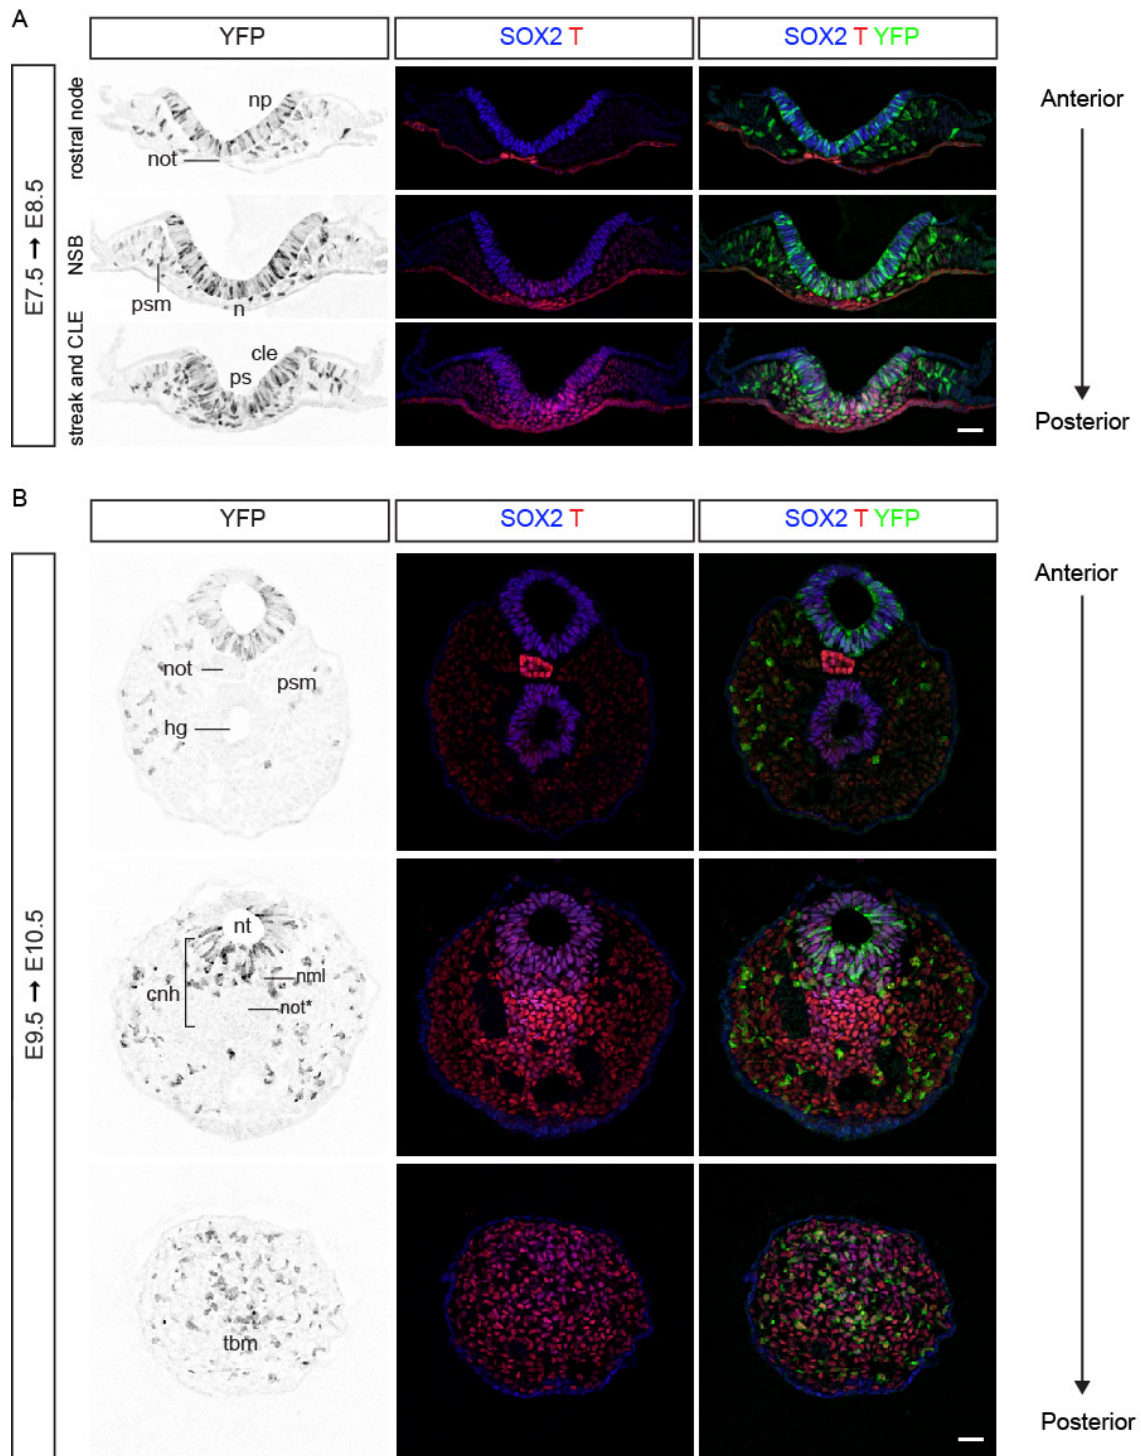 A
YFP
SOX2 T
SOX2 T YFP
E7.5 → E8.5
rostral node
np
not
Anterior
NSB
psm
n
streak and CLE
cle
ps
Posterior
B
YFP
SOX2 T
SOX2 T YFP
E9.5 → E10.5
Anterior
not
psm
hg
nt
cnh
nml
not*
tbm
Posterior